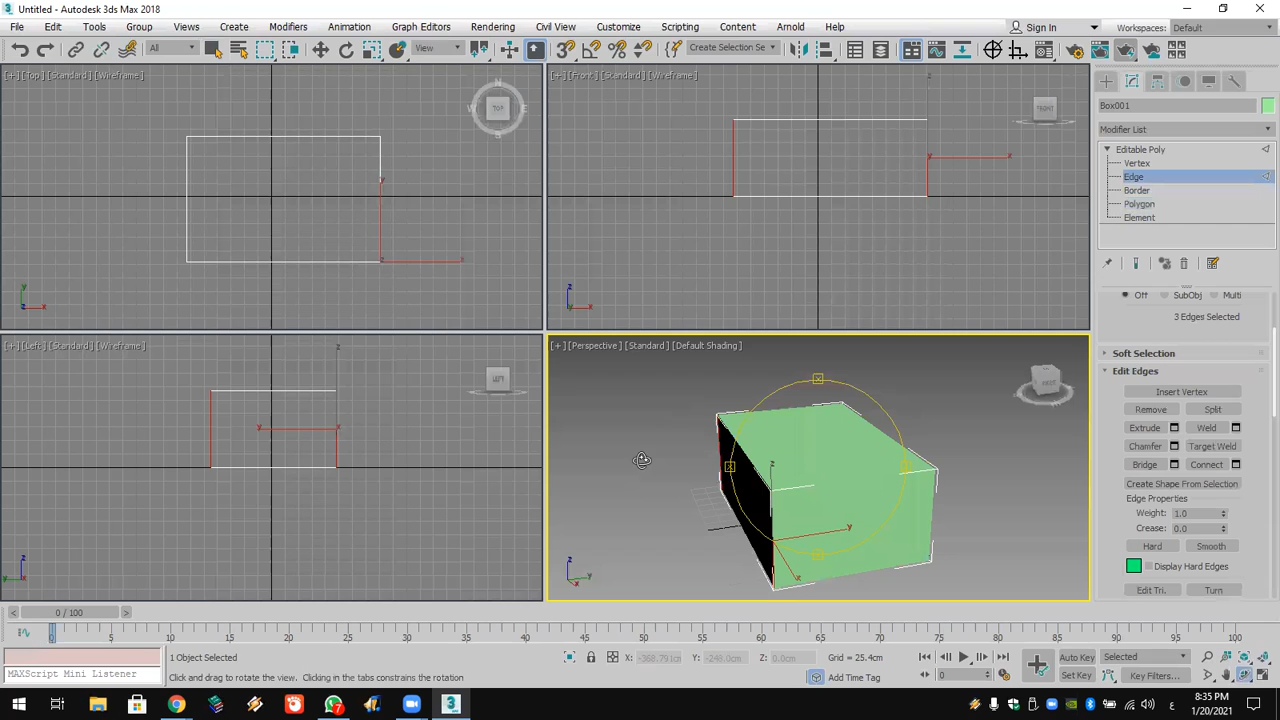 Untitled - Autodesk 3ds Max 2018
File Edit Tools Group Views Create Modifiers Animation Graph Editors Rendering Civil View Customize Scripting Content Arnold Help Sign In Workspaces: Default
All View Create Selection Se
[+] [Top] [Standard] [Wireframe]
TOP
N
W E
S
y
z x
y
z x
[+] [Front] [Standard] [Wireframe]
FRONT
z
y x
z
x
[+] [Left] [Standard] [Wireframe]
LEFT
z
y x
z
y
[+] [Perspective] [Standard] [Default Shading]
z
y
x
z
y
x
Box001
Modifier List
Editable Poly
Vertex
Edge
Border
Polygon
Element
Off SubObj Multi
3 Edges Selected
Soft Selection
Edit Edges
Insert Vertex
Remove Split
Extrude Weld
Chamfer Target Weld
Bridge Connect
Create Shape From Selection
Edge Properties
Weight: 1.0
Crease: 0.0
Hard Smooth
Display Hard Edges
Edit Tri. Turn
0 / 100
0 5 10 15 20 25 30 35 40 45 50 55 60 65 70 75 80 85 90 95 100
MAXScript Mini Listener
1 Object Selected
Click and drag to rotate the view. Clicking in the tabs constrains the rotation
X: -368.791cm Y: -248.0cm Z: 0.0cm Grid = 25.4cm
Add Time Tag
0
Auto Key Selected
Set Key Key Filters...
3
ع
8:35 PM
1/20/2021